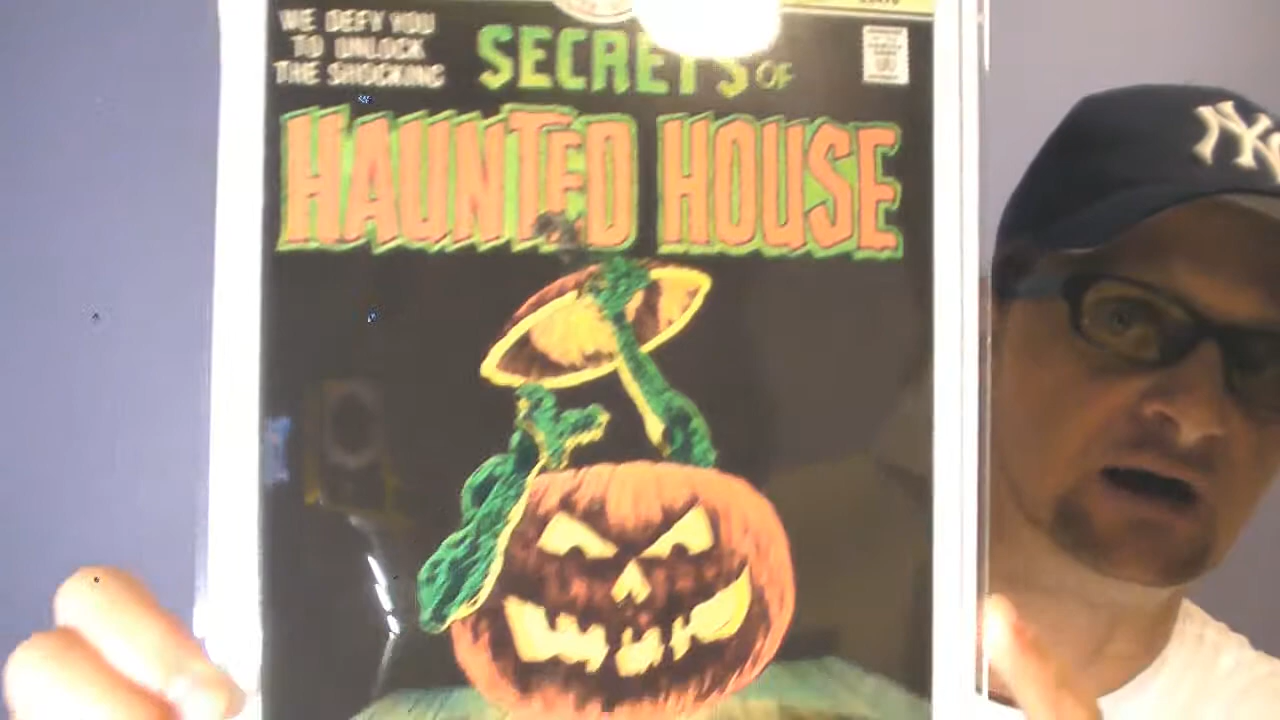 WE DEFY YOU
TO UNLOCK
THE SHOCKING
SECRETS OF
HAUNTED HOUSE
NY